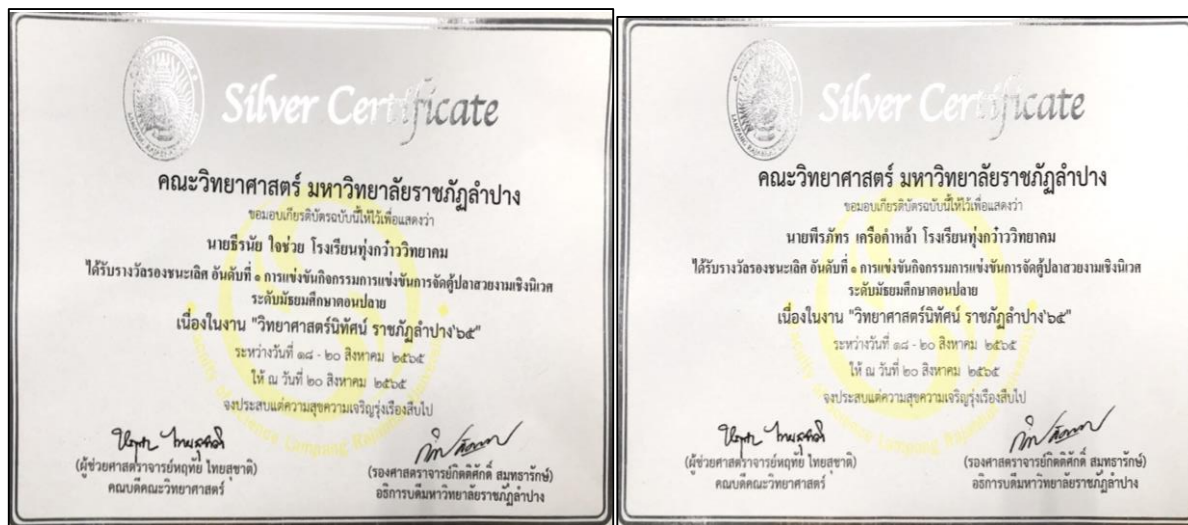 Silver Certificate
คณะวิทยาศาสตร์ มหาวิทยาลัยราชภัฏลำปาง
ขอมอบเกียรติบัตรฉบับนี้ให้ไว้เพื่อแสดงว่า
นายธีรนัย ใจช่วย โรงเรียนทุ่งกว๋าววิทยาคม
ได้รับรางวัลรองชนะเลิศ อันดับที่ ๑ การแข่งขันกิจกรรมการแข่งขันการจัดตู้ปลาสวยงามเชิงนิเวศ
ระดับมัธยมศึกษาตอนปลาย
เนื่องในงาน "วิทยาศาสตร์นิทัศน์ ราชภัฏลำปาง'๖๕"
ระหว่างวันที่ ๑๘ - ๒๐ สิงหาคม ๒๕๖๕
ให้ ณ วันที่ ๒๐ สิงหาคม ๒๕๖๕
จงประสบแต่ความสุขความเจริญรุ่งเรืองสืบไป
(ผู้ช่วยศาสตราจารย์หฤทัย ไทยสุชาติ)
คณบดีคณะวิทยาศาสตร์
(รองศาสตราจารย์กิตติศักดิ์ สมุทธารักษ์)
อธิการบดีมหาวิทยาลัยราชภัฏลำปาง
Silver Certificate
คณะวิทยาศาสตร์ มหาวิทยาลัยราชภัฏลำปาง
ขอมอบเกียรติบัตรฉบับนี้ให้ไว้เพื่อแสดงว่า
นายพีรภัทร เครือคำหล้า โรงเรียนทุ่งกว๋าววิทยาคม
ได้รับรางวัลรองชนะเลิศ อันดับที่ ๑ การแข่งขันกิจกรรมการแข่งขันการจัดตู้ปลาสวยงามเชิงนิเวศ
ระดับมัธยมศึกษาตอนปลาย
เนื่องในงาน "วิทยาศาสตร์นิทัศน์ ราชภัฏลำปาง'๖๕"
ระหว่างวันที่ ๑๘ - ๒๐ สิงหาคม ๒๕๖๕
ให้ ณ วันที่ ๒๐ สิงหาคม ๒๕๖๕
จงประสบแต่ความสุขความเจริญรุ่งเรืองสืบไป
(ผู้ช่วยศาสตราจารย์หฤทัย ไทยสุชาติ)
คณบดีคณะวิทยาศาสตร์
(รองศาสตราจารย์กิตติศักดิ์ สมุทธารักษ์)
อธิการบดีมหาวิทยาลัยราชภัฏลำปาง